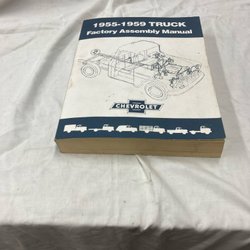 1955-1959 TRUCK
Factory Assembly Manual
CHEVROLET